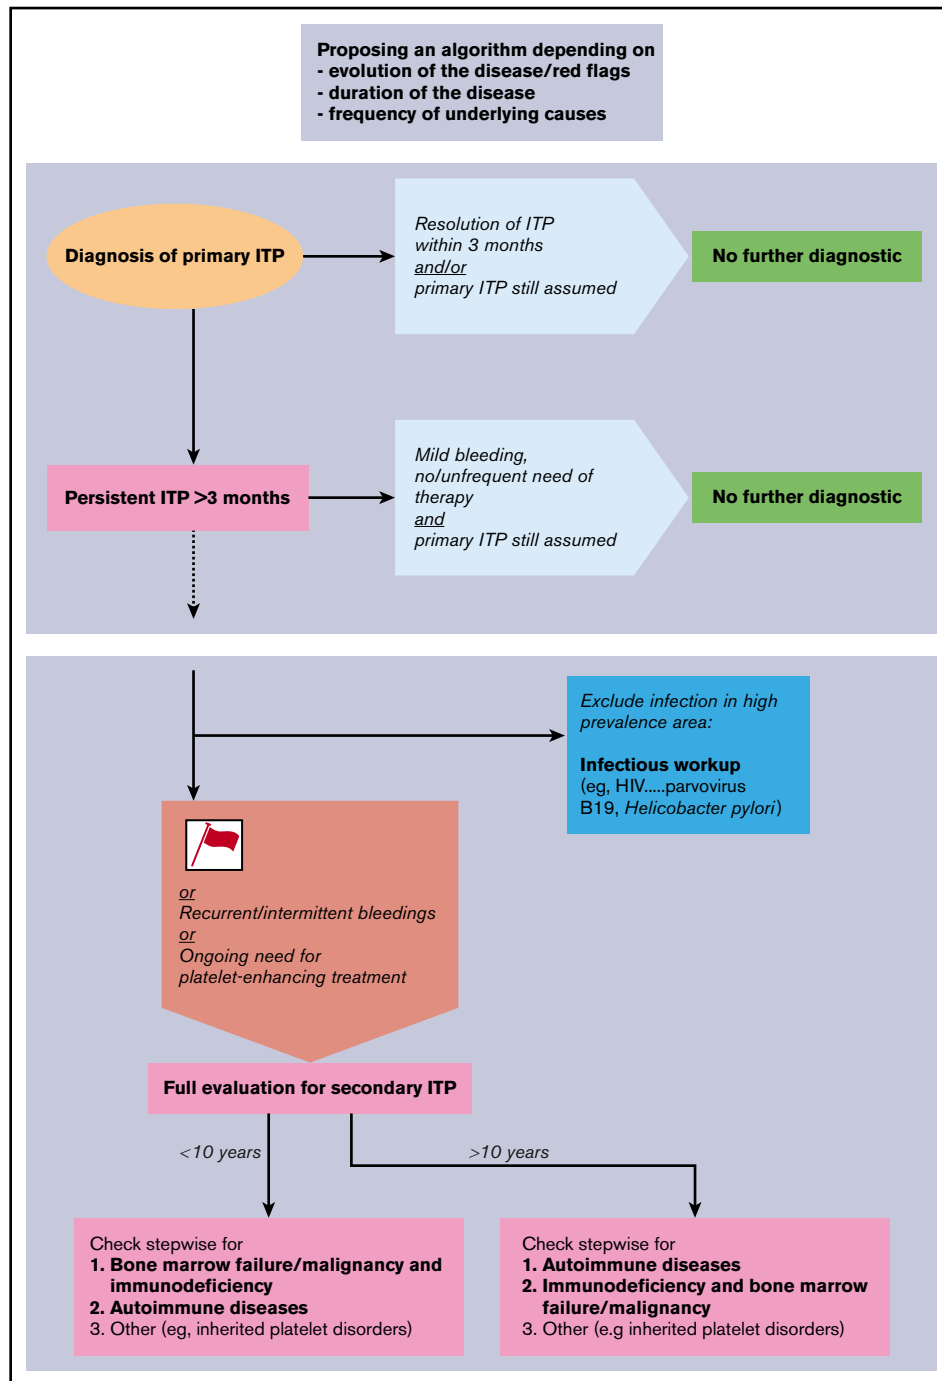 Proposing an algorithm depending on
- evolution of the disease/red flags
- duration of the disease
- frequency of underlying causes
Diagnosis of primary ITP
Resolution of ITP
within 3 months
and/or
primary ITP still assumed
No further diagnostic
Persistent ITP >3 months
Mild bleeding,
no/unfrequent need of
therapy
and
primary ITP still assumed
No further diagnostic
Exclude infection in high
prevalence area:
Infectious workup
(eg, HIV.....parvovirus
B19, Helicobacter pylori)
or
Recurrent/intermittent bleedings
or
Ongoing need for
platelet-enhancing treatment
Full evaluation for secondary ITP
<10 years
>10 years
Check stepwise for
1. Bone marrow failure/malignancy and
immunodeficiency
2. Autoimmune diseases
3. Other (eg, inherited platelet disorders)
Check stepwise for
1. Autoimmune diseases
2. Immunodeficiency and bone marrow
failure/malignancy
3. Other (e.g inherited platelet disorders)